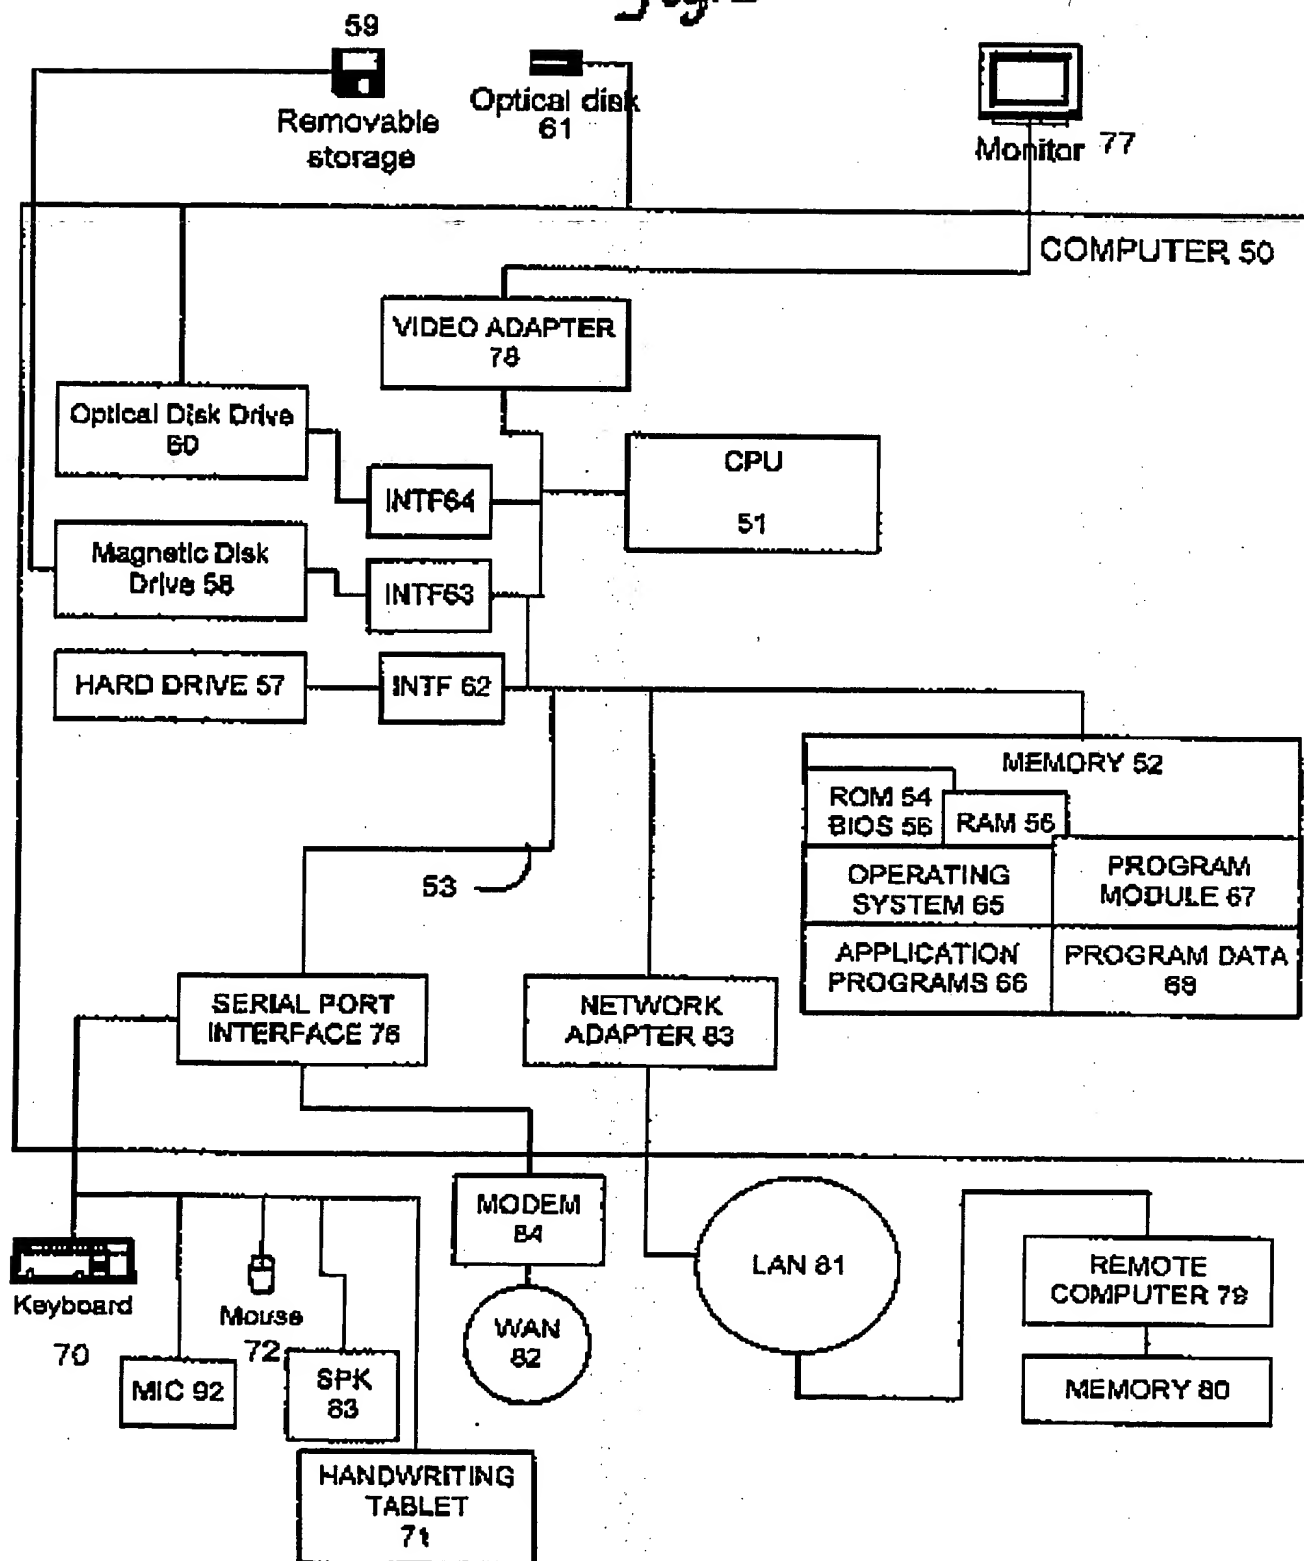 59
Removable
storage
Optical disk
61
Monitor 77
COMPUTER 50
VIDEO ADAPTER
78
Optical Disk Drive
60
CPU
51
INTF64
Magnetic Disk
Drive 58
INTF63
HARD DRIVE 57
INTF 62
MEMORY 52
ROM 54
BIOS 56
RAM 56
OPERATING
SYSTEM 65
PROGRAM
MODULE 67
APPLICATION
PROGRAMS 66
PROGRAM DATA
68
53
SERIAL PORT
INTERFACE 76
NETWORK
ADAPTER 83
MODEM
84
LAN 81
REMOTE
COMPUTER 79
MEMORY 80
WAN
82
Keyboard
70
Mouse
72
MIC 92
SPK
83
HANDWRITING
TABLET
71